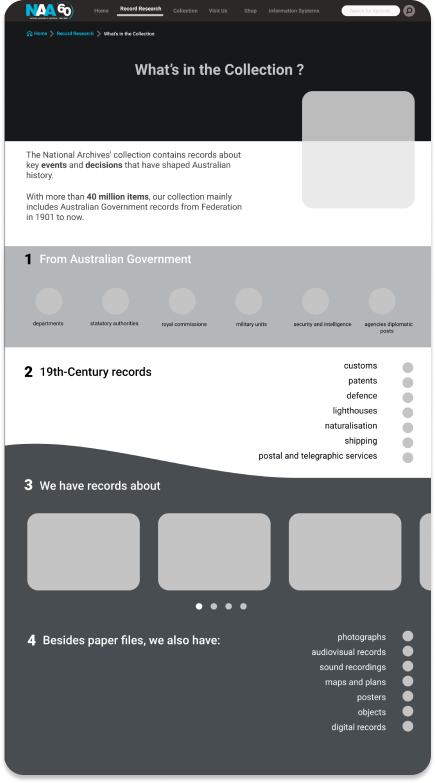 NAA 60
Home Record Research Collection Visit Us Shop Information Systems
Home Record Research What's in the Collection
What's in the Collection ?
The National Archives' collection contains records about
key events and decisions that have shaped Australian
history.
With more than 40 million items, our collection mainly
includes Australian Government records from Federation
in 1901 to now.
1 From Australian Government
departments
statutory authorities
royal commissions
military units
security and intelligence
agencies diplomatic
posts
2 19th-Century records
customs
patents
defence
lighthouses
naturalisation
shipping
postal and telegraphic services
3 We have records about
4 Besides paper files, we also have:
photographs
audiovisual records
sound recordings
maps and plans
posters
objects
digital records